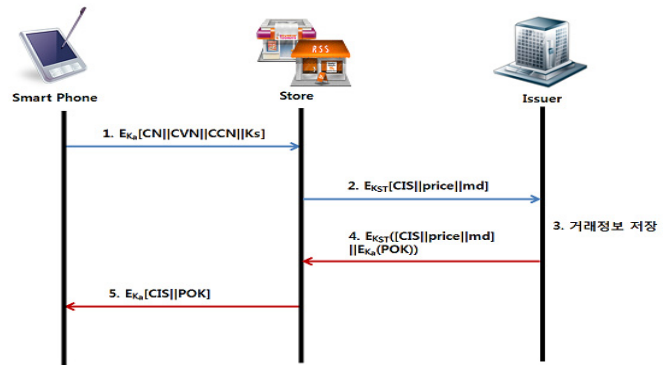 RSS
Smart Phone
Store
Issuer
1. EKa[CN||CVN||CCN||Ks]
2. EKST[CIS||price||md]
3. 거래정보 저장
4. EKST([CIS||price||md]
||EKa(POK))
5. EKa[CIS||POK]